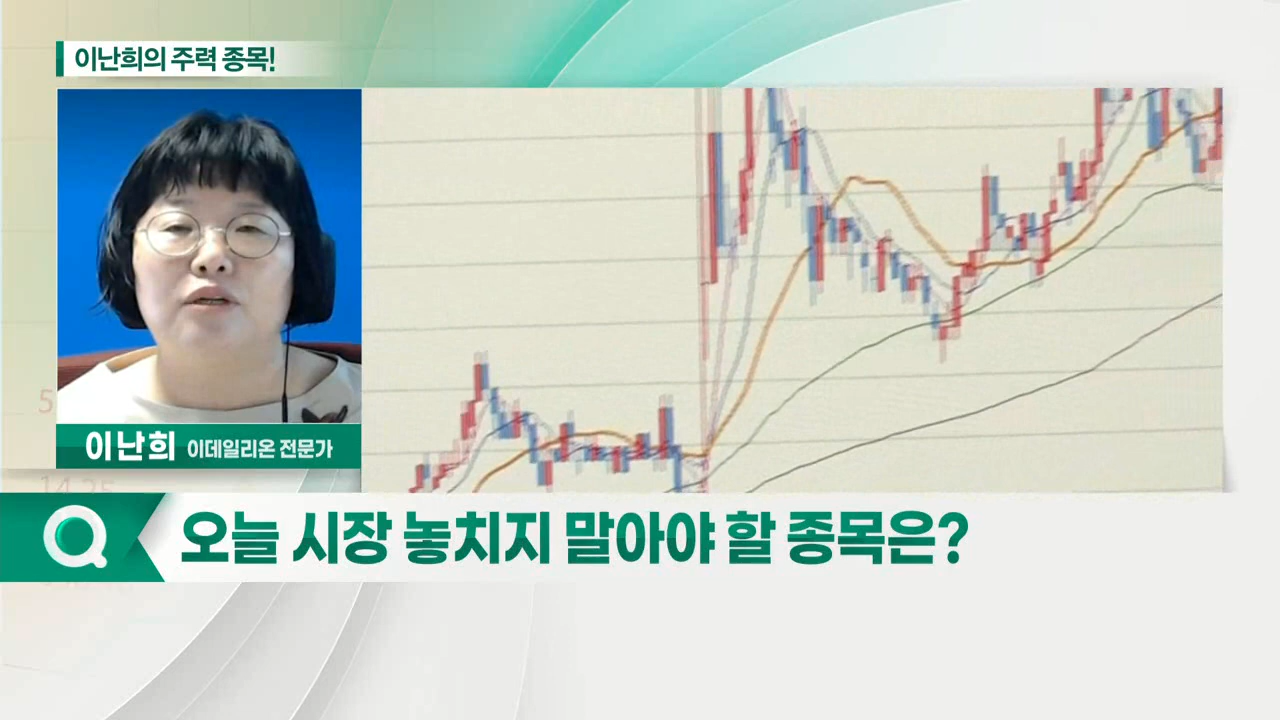 이난희의 주력 종목!
이난희 이데일리온 전문가
오늘 시장 놓치지 말아야 할 종목은?